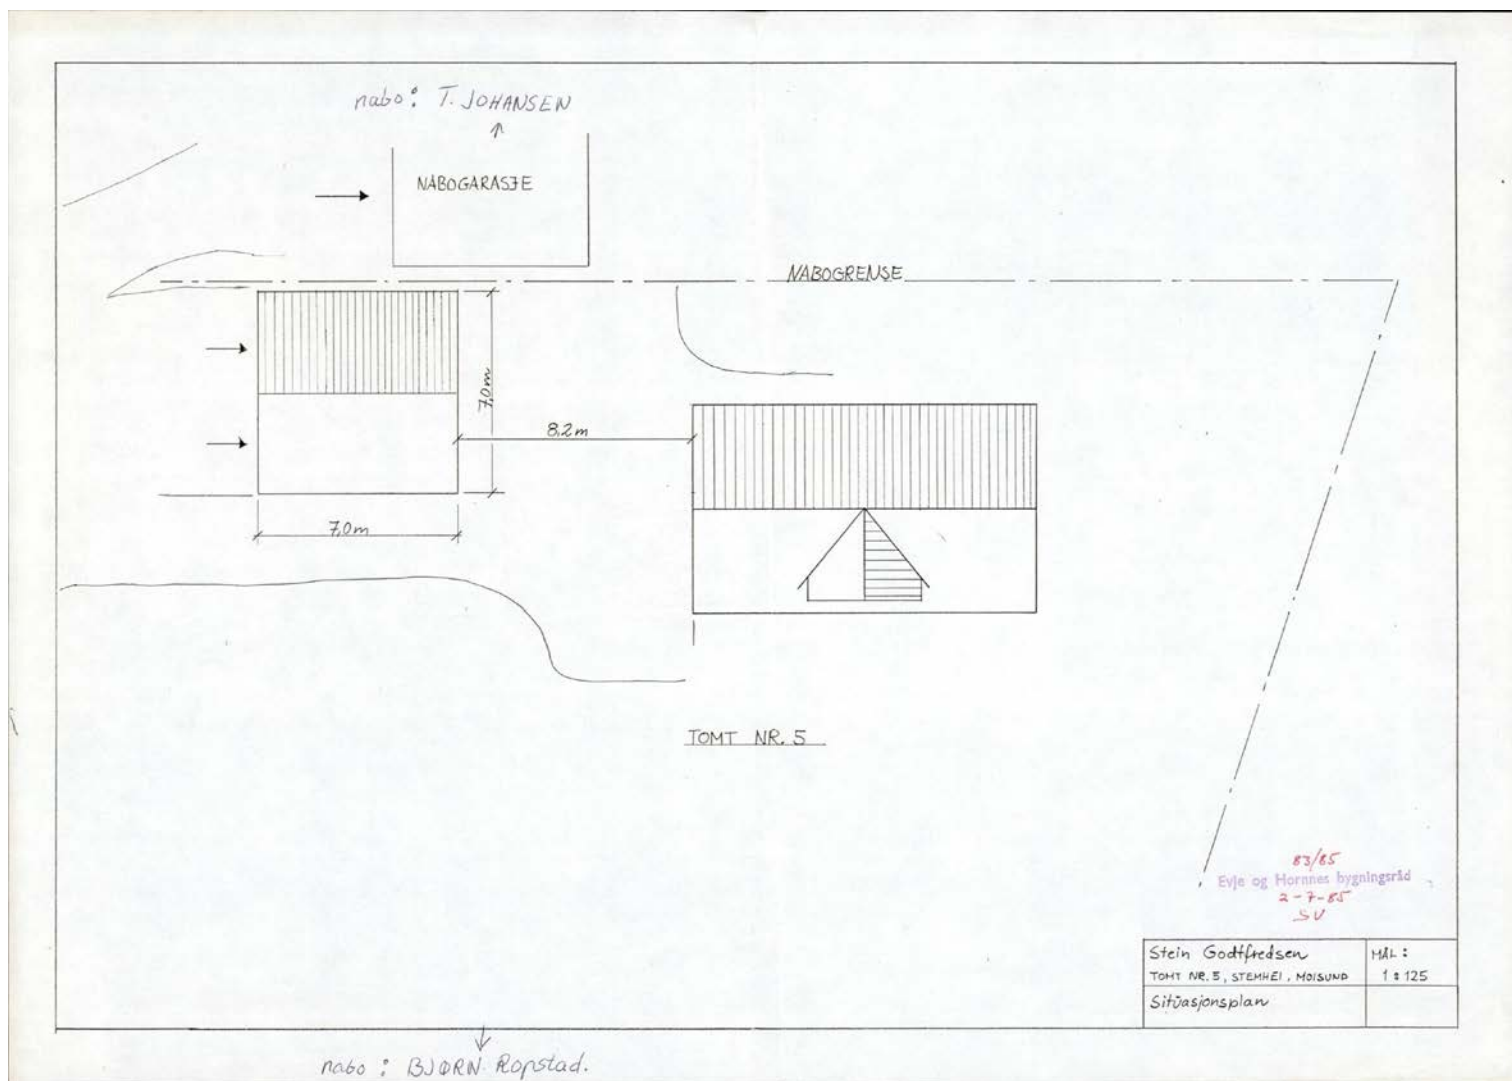 nabo: T. JOHANSEN
NABOGARASJE
NABOGRENSE
7,0m
8,2m
7,0m
TOMT NR. 5
83/85
Evje og Hornnes bygningsråd
2-7-85
SV
Stein Godtfredsen
TOMT NR. 5, STEMHEI, MOISUND
MÅL:
1:125
Situasjonsplan
nabo: BJØRN Ropstad.